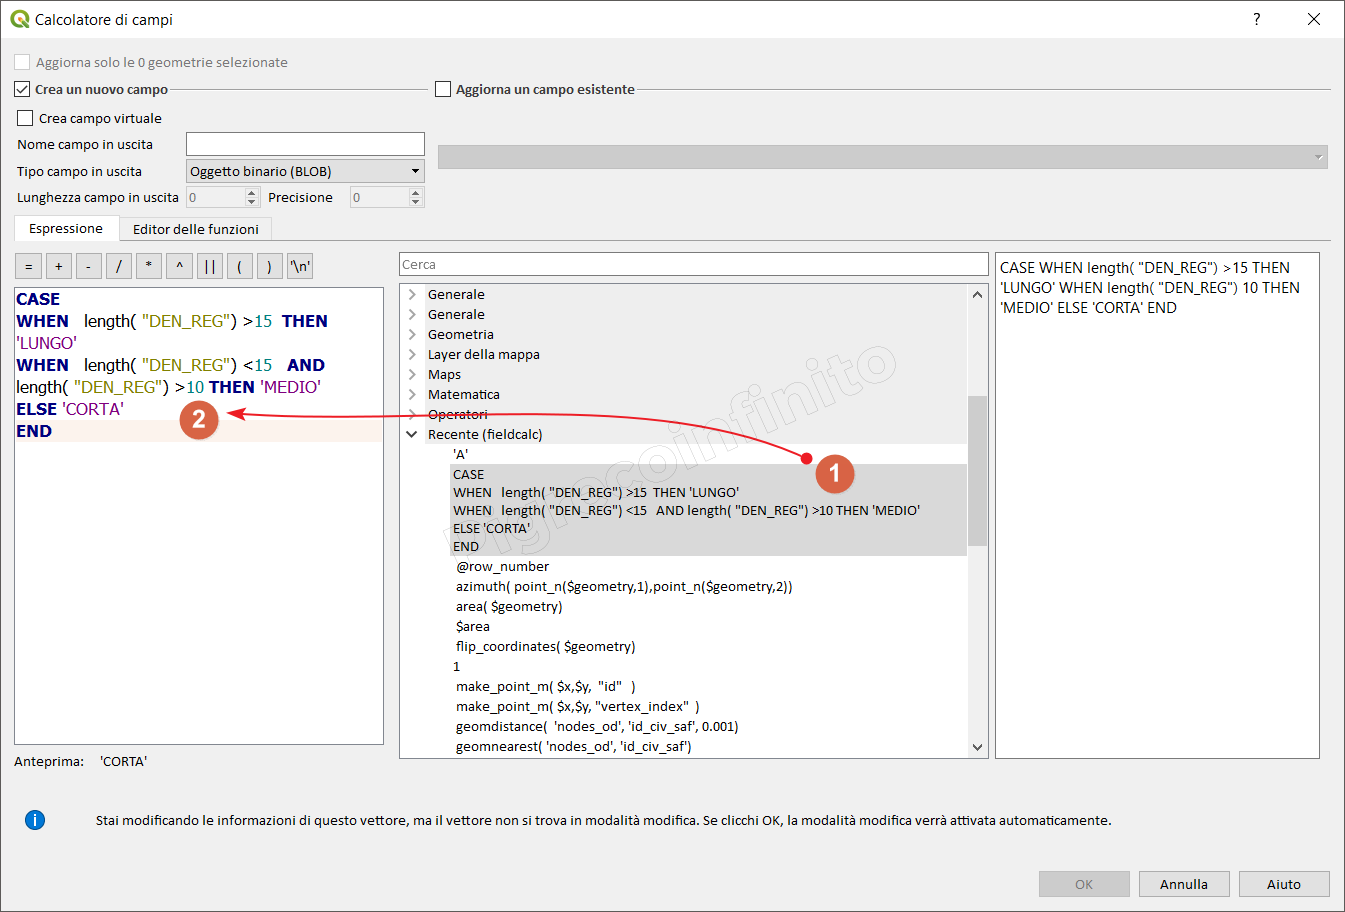 Calcolatore di campi
?
Aggiorna solo le 0 geometrie selezionate
Crea un nuovo campo
Aggiorna un campo esistente
Crea campo virtuale
Nome campo in uscita
Tipo campo in uscita Oggetto binario (BLOB)
Lunghezza campo in uscita 0 Precisione 0
Espressione Editor delle funzioni
= + - / * ^ || ( ) '\n'
CASE
WHEN length( "DEN_REG") >15 THEN
'LUNGO'
WHEN length( "DEN_REG") <15 AND
length( "DEN_REG") >10 THEN 'MEDIO'
ELSE 'CORTA'
END
2
Cerca
Generale
Generale
Geometria
Layer della mappa
Maps
Matematica
Operatori
Recente (fieldcalc)
'A'
CASE
WHEN length( "DEN_REG") >15 THEN 'LUNGO'
WHEN length( "DEN_REG") <15 AND length( "DEN_REG") >10 THEN 'MEDIO'
ELSE 'CORTA'
END
@row_number
azimuth( point_n($geometry,1),point_n($geometry,2))
area( $geometry)
$area
flip_coordinates( $geometry)
1
make_point_m( $x,$y, "id" )
make_point_m( $x,$y, "vertex_index" )
geomdistance( 'nodes_od', 'id_civ_saf', 0.001)
geomnearest( 'nodes_od', 'id_civ_saf')
1
pigrecoinfinito
CASE WHEN length( "DEN_REG") >15 THEN
'LUNGO' WHEN length( "DEN_REG") 10 THEN
'MEDIO' ELSE 'CORTA' END
Anteprima: 'CORTA'
Stai modificando le informazioni di questo vettore, ma il vettore non si trova in modalità modifica. Se clicchi OK, la modalità modifica verrà attivata automaticamente.
OK Annulla Aiuto